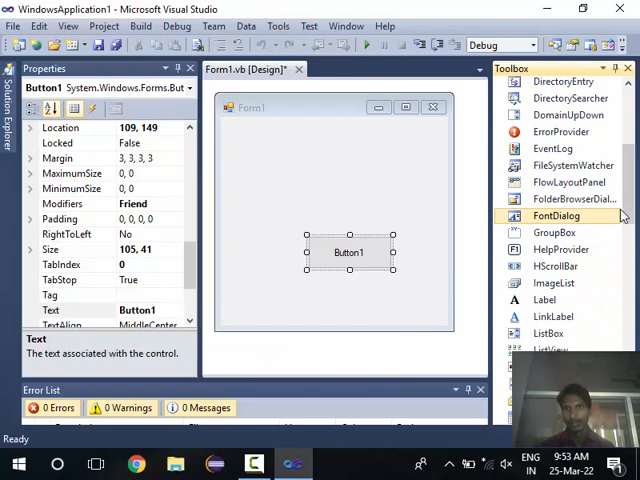 WindowsApplication1 - Microsoft Visual Studio
File Edit View Project Build Debug Team Data Tools Test Window Help
Debug
Solution Explorer
Properties
Button1 System.Windows.Forms.But
Location 109, 149
Locked False
Margin 3, 3, 3, 3
MaximumSize 0, 0
MinimumSize 0, 0
Modifiers Friend
Padding 0, 0, 0, 0
RightToLeft No
Size 105, 41
TabIndex 0
TabStop True
Tag
Text Button1
TextAlign MiddleCenter
Text
The text associated with the control.
Form1.vb [Design]*
Form1
Button1
Toolbox
DirectoryEntry
DirectorySearcher
DomainUpDown
ErrorProvider
EventLog
FileSystemWatcher
FlowLayoutPanel
FolderBrowserDial...
FontDialog
GroupBox
HelpProvider
HScrollBar
ImageList
Label
LinkLabel
ListBox
ListView
Error List
0 Errors 0 Warnings 0 Messages
Ready
ENG
IN
9:53 AM
25-Mar-22